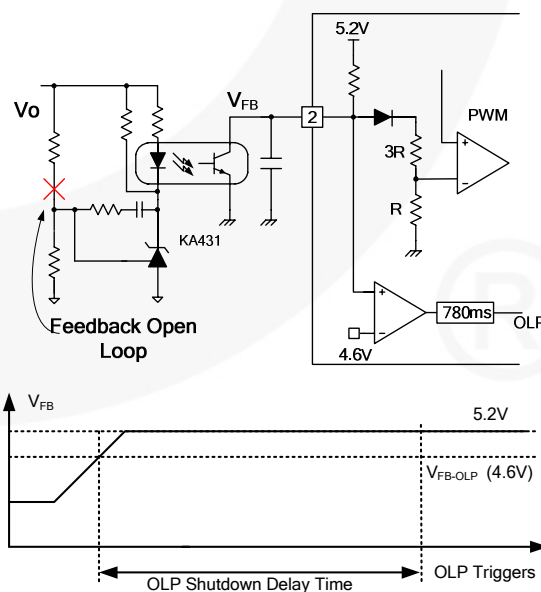 5.2V
Vo
VFB
2
PWM
3R
R
KA431
Feedback Open
Loop
780ms
OLP
4.6V
®
VFB
5.2V
VFB-OLP (4.6V)
OLP Triggers
OLP Shutdown Delay Time